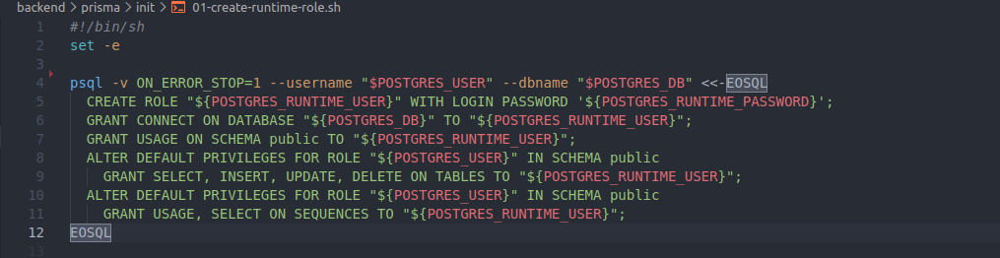 backend > prisma > init > 01-create-runtime-role.sh
1 #!/bin/sh
2 set -e
3
4 psql -v ON_ERROR_STOP=1 --username "$POSTGRES_USER" --dbname "$POSTGRES_DB" <<-EOSQL
5   CREATE ROLE "${POSTGRES_RUNTIME_USER}" WITH LOGIN PASSWORD '${POSTGRES_RUNTIME_PASSWORD}';
6   GRANT CONNECT ON DATABASE "${POSTGRES_DB}" TO "${POSTGRES_RUNTIME_USER}";
7   GRANT USAGE ON SCHEMA public TO "${POSTGRES_RUNTIME_USER}";
8   ALTER DEFAULT PRIVILEGES FOR ROLE "${POSTGRES_USER}" IN SCHEMA public
9     GRANT SELECT, INSERT, UPDATE, DELETE ON TABLES TO "${POSTGRES_RUNTIME_USER}";
10   ALTER DEFAULT PRIVILEGES FOR ROLE "${POSTGRES_USER}" IN SCHEMA public
11     GRANT USAGE, SELECT ON SEQUENCES TO "${POSTGRES_RUNTIME_USER}";
12 EOSQL
13